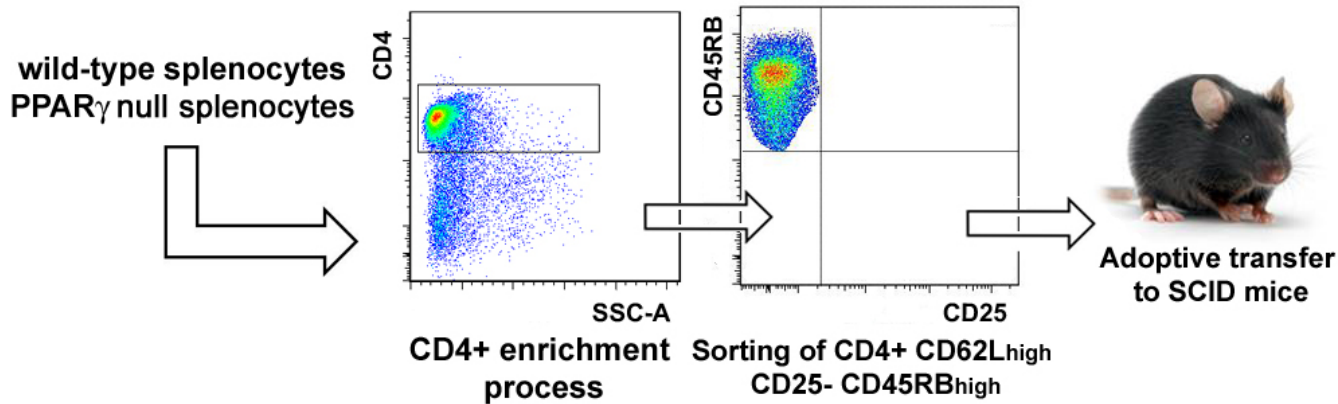 wild-type splenocytes
PPARγ null splenocytes
CD4
SSC-A
CD4+ enrichment
process
CD45RB
CD25
Sorting of CD4+ CD62Lhigh
CD25- CD45RBhigh
Adoptive transfer
to SCID mice